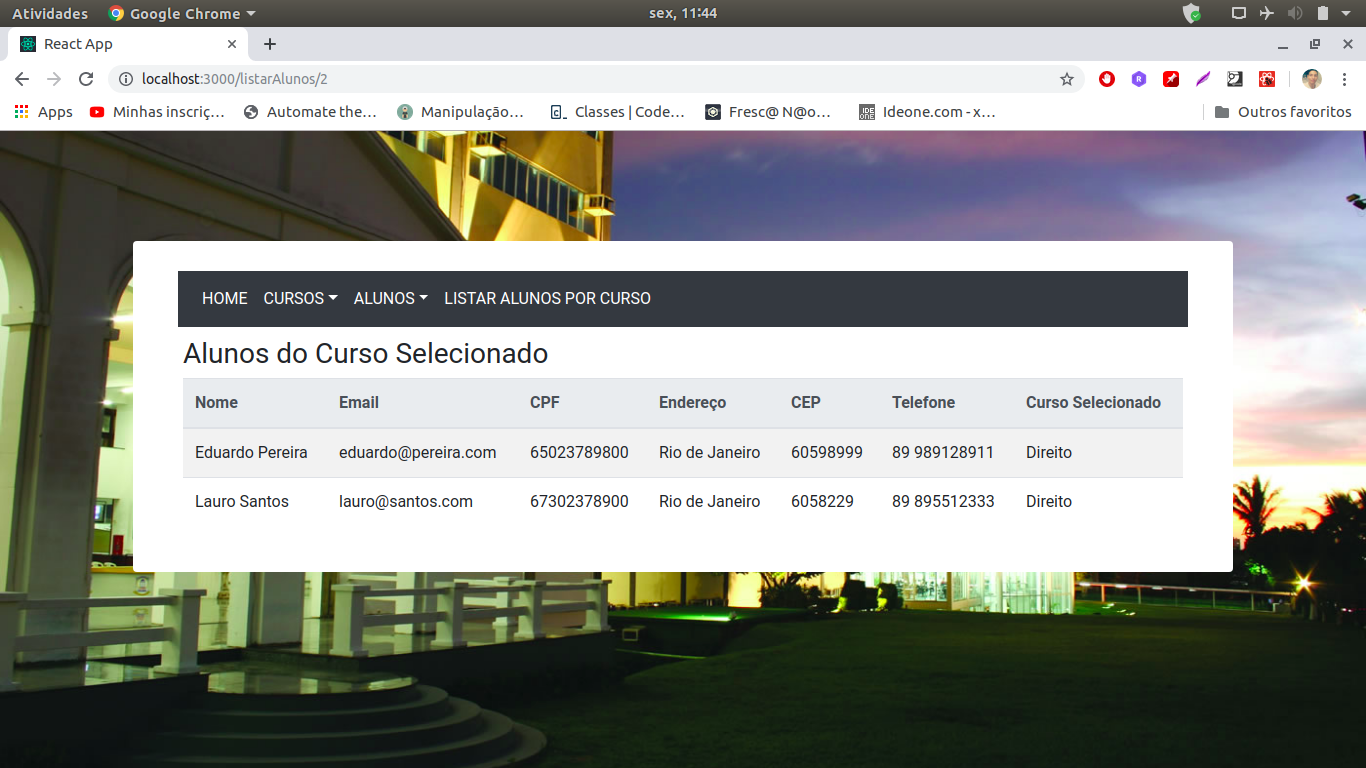 Atividades Google Chrome sex, 11:44
React App
localhost:3000/listarAlunos/2
Apps Minhas inscriç… Automate the… Manipulação… Classes | Code… Fresc@ N@o… Ideone.com - x… Outros favoritos
HOME CURSOS ALUNOS LISTAR ALUNOS POR CURSO
Alunos do Curso Selecionado
Nome Email CPF Endereço CEP Telefone Curso Selecionado
Eduardo Pereira eduardo@pereira.com 65023789800 Rio de Janeiro 60598999 89 989128911 Direito
Lauro Santos lauro@santos.com 67302378900 Rio de Janeiro 6058229 89 895512333 Direito